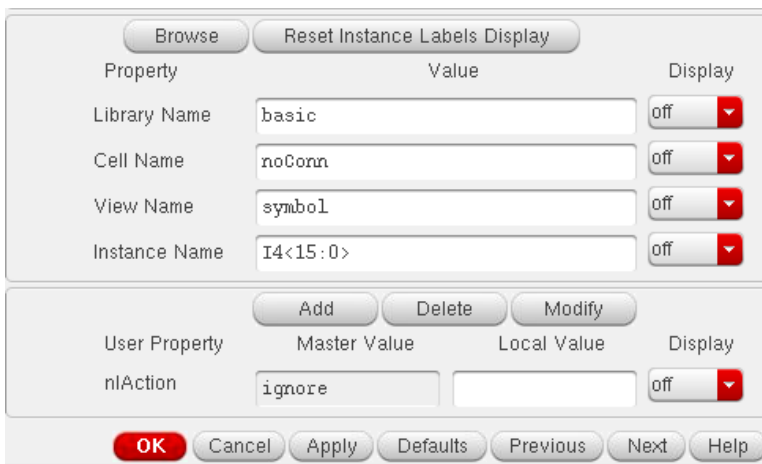 Browse Reset Instance Labels Display
Property Value Display
Library Name basic off
Cell Name noConn off
View Name symbol off
Instance Name I4<15:0> off
Add Delete Modify
User Property Master Value Local Value Display
nlAction ignore off
OK Cancel Apply Defaults Previous Next Help